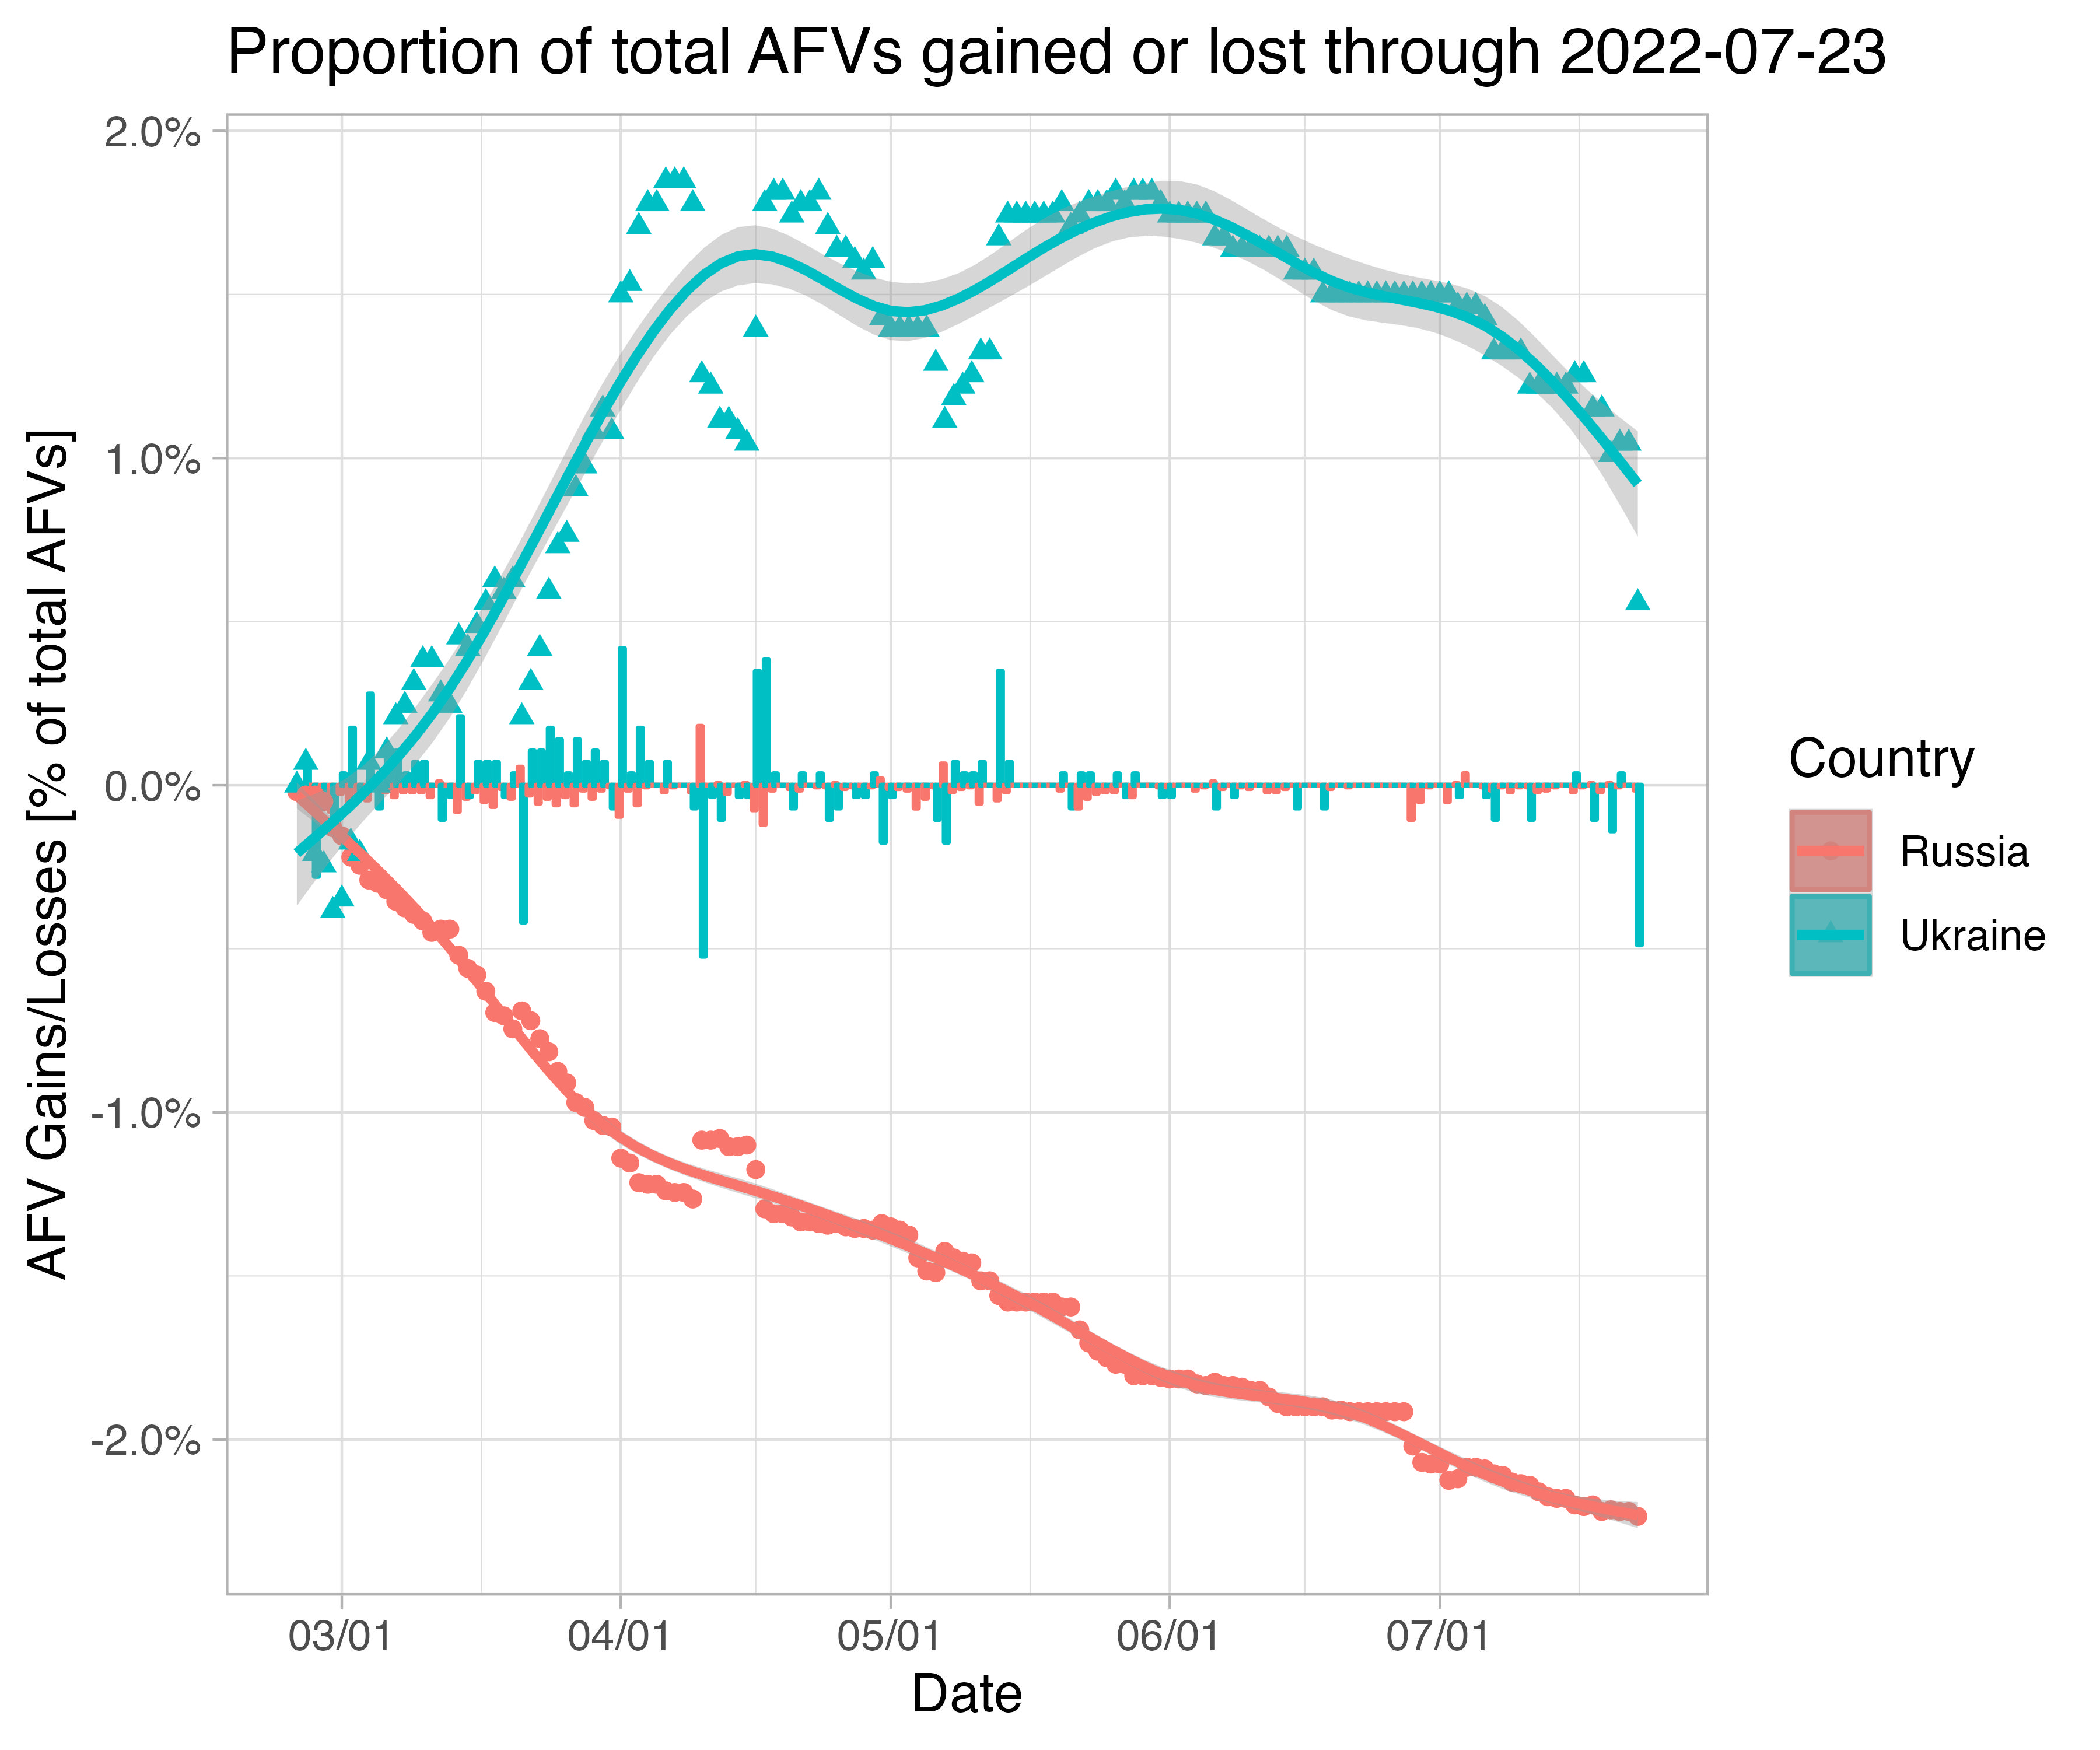 Proportion of total AFVs gained or lost through 2022-07-23
AFV Gains/Losses [% of total AFVs]
2.0%
1.0%
0.0%
-1.0%
-2.0%
03/01
04/01
05/01
06/01
07/01
Date
Country
Russia
Ukraine